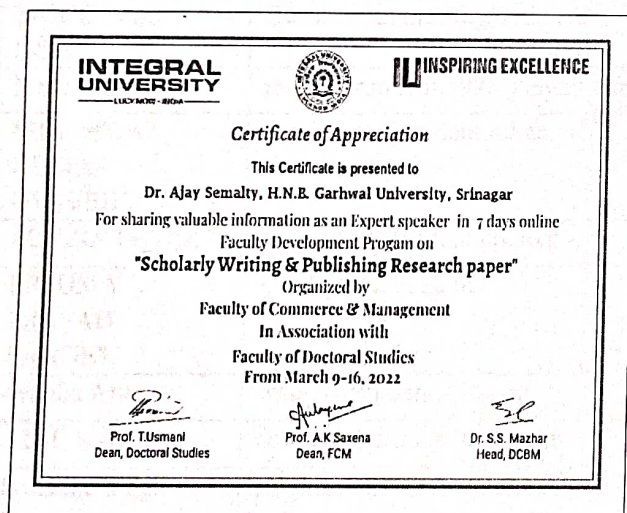 INTEGRAL
UNIVERSITY
LUCKNOW - INDIA
INSPIRING EXCELLENCE
Certificate of Appreciation
This Certificate is presented to
Dr. Ajay Semalty, H.N.B. Garhwal University, Srinagar
For sharing valuable information as an Expert speaker in 7 days online
Faculty Development Progam on
"Scholarly Writing & Publishing Research paper"
Organized by
Faculty of Commerce & Management
In Association with
Faculty of Doctoral Studies
From March 9-16, 2022
Prof. T.Usmani
Dean, Doctoral Studies
Prof. A.K Saxena
Dean, FCM
Dr. S.S. Mazhar
Head, DCBM